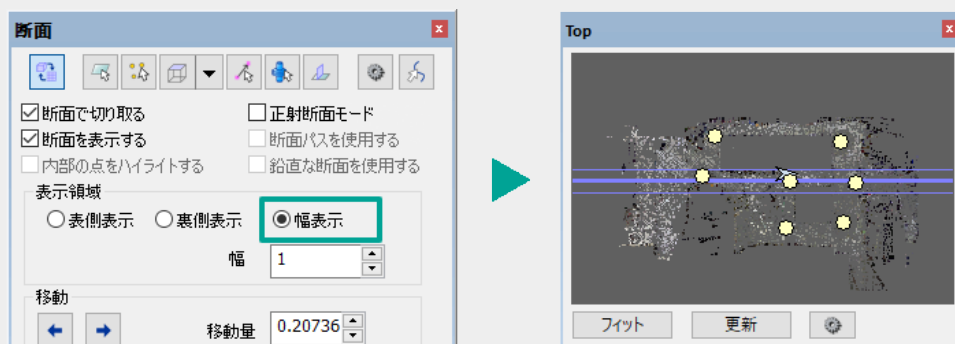 断面
断面で切り取る
正射断面モード
断面を表示する
断面パスを使用する
内部の点をハイライトする
鉛直な断面を使用する
表示領域
表側表示 裏側表示 幅表示
幅 1
移動
移動量 0.20736
Top
フィット 更新